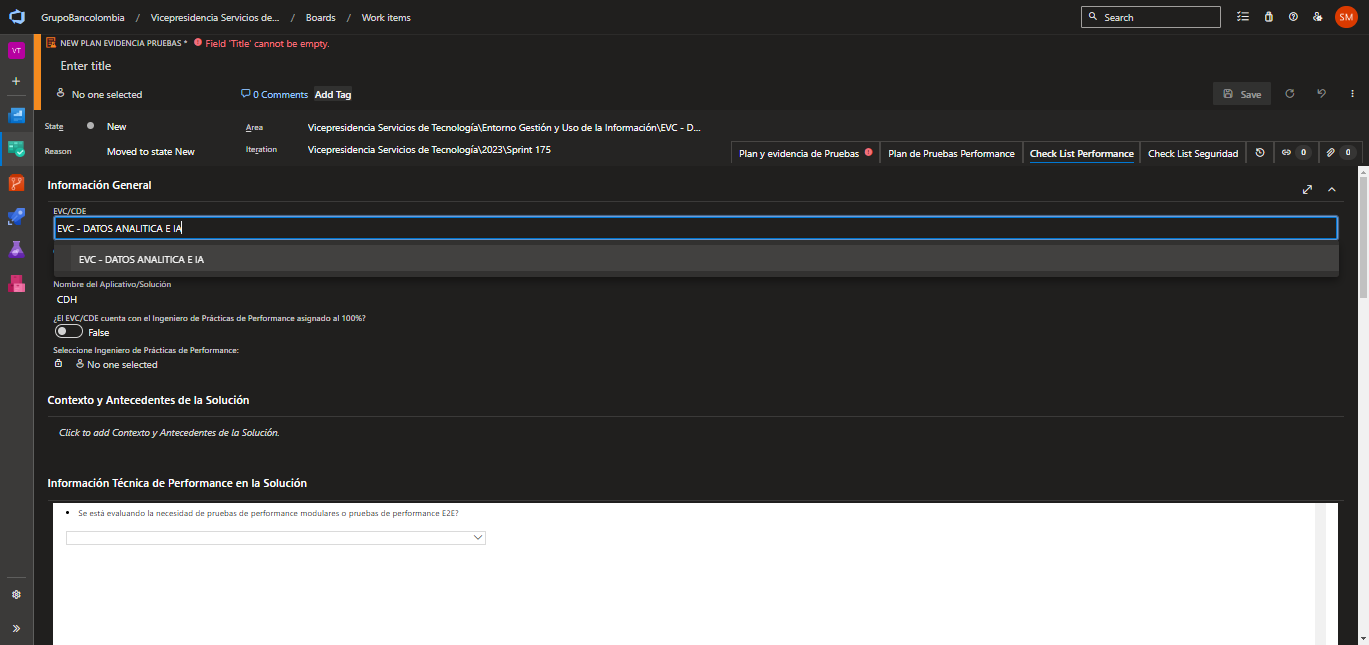 GrupoBancolombia / Vicepresidencia Servicios de... / Boards / Work items
Search
SM
VT
NEW PLAN EVIDENCIA PRUEBAS * Field 'Title' cannot be empty.
Enter title
No one selected
0 Comments Add Tag
Save
State New
Area Vicepresidencia Servicios de Tecnología\Entorno Gestión y Uso de la Información\EVC - D...
Reason Moved to state New
Iteration Vicepresidencia Servicios de Tecnología\2023\Sprint 175
Plan y evidencia de Pruebas
Plan de Pruebas Performance
Check List Performance
Check List Seguridad
0
0
Información General
EVC/CDE
EVC - DATOS ANALITICA E IA
EVC - DATOS ANALITICA E IA
Nombre del Aplicativo/Solución
CDH
¿El EVC/CDE cuenta con el Ingeniero de Prácticas de Performance asignado al 100%?
False
Seleccione Ingeniero de Prácticas de Performance:
No one selected
Contexto y Antecedentes de la Solución
Click to add Contexto y Antecedentes de la Solución.
Información Técnica de Performance en la Solución
• Se está evaluando la necesidad de pruebas de performance modulares o pruebas de performance E2E?